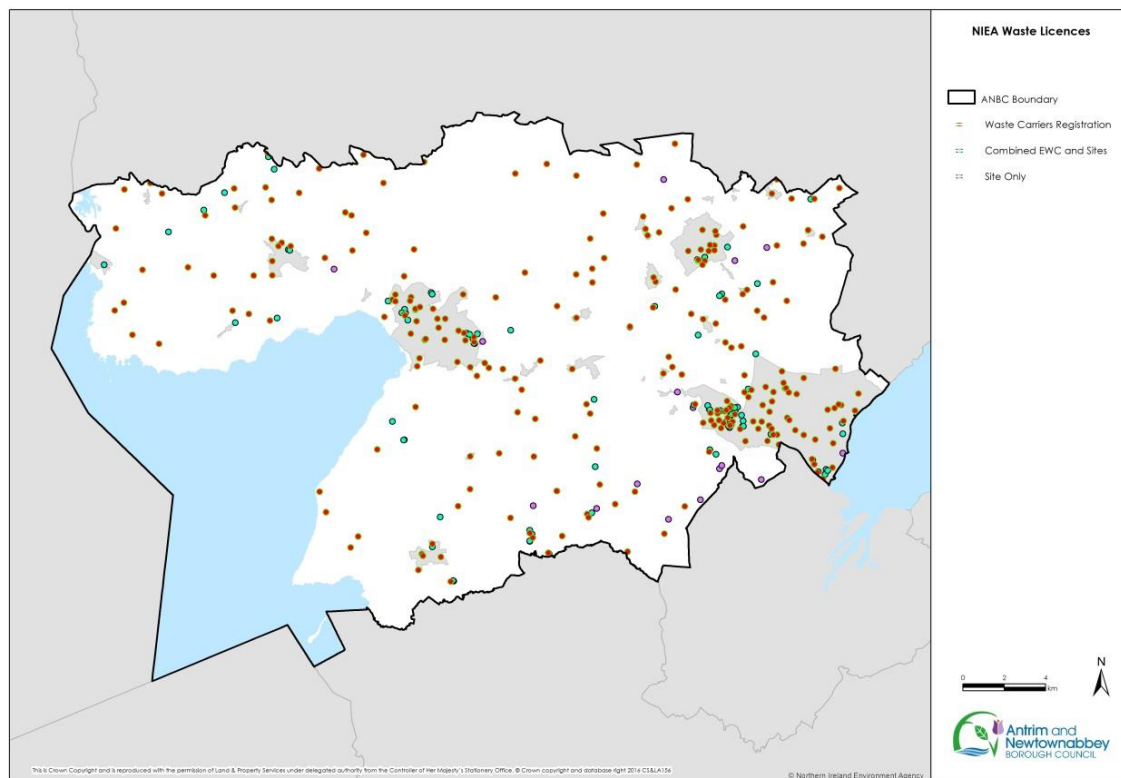 NIEA Waste Licences
ANBC Boundary
Waste Carriers Registration
Combined EWC and Sites
Site Only
N
0 2 4
km
Antrim and
Newtownabbey
BOROUGH COUNCIL
This is Crown Copyright and is reproduced with the permission of Land & Property Services under delegated authority from the Controller of Her Majesty's Stationery Office, © Crown copyright and database right 2016 CS&LA156
© Northern Ireland Environment Agency